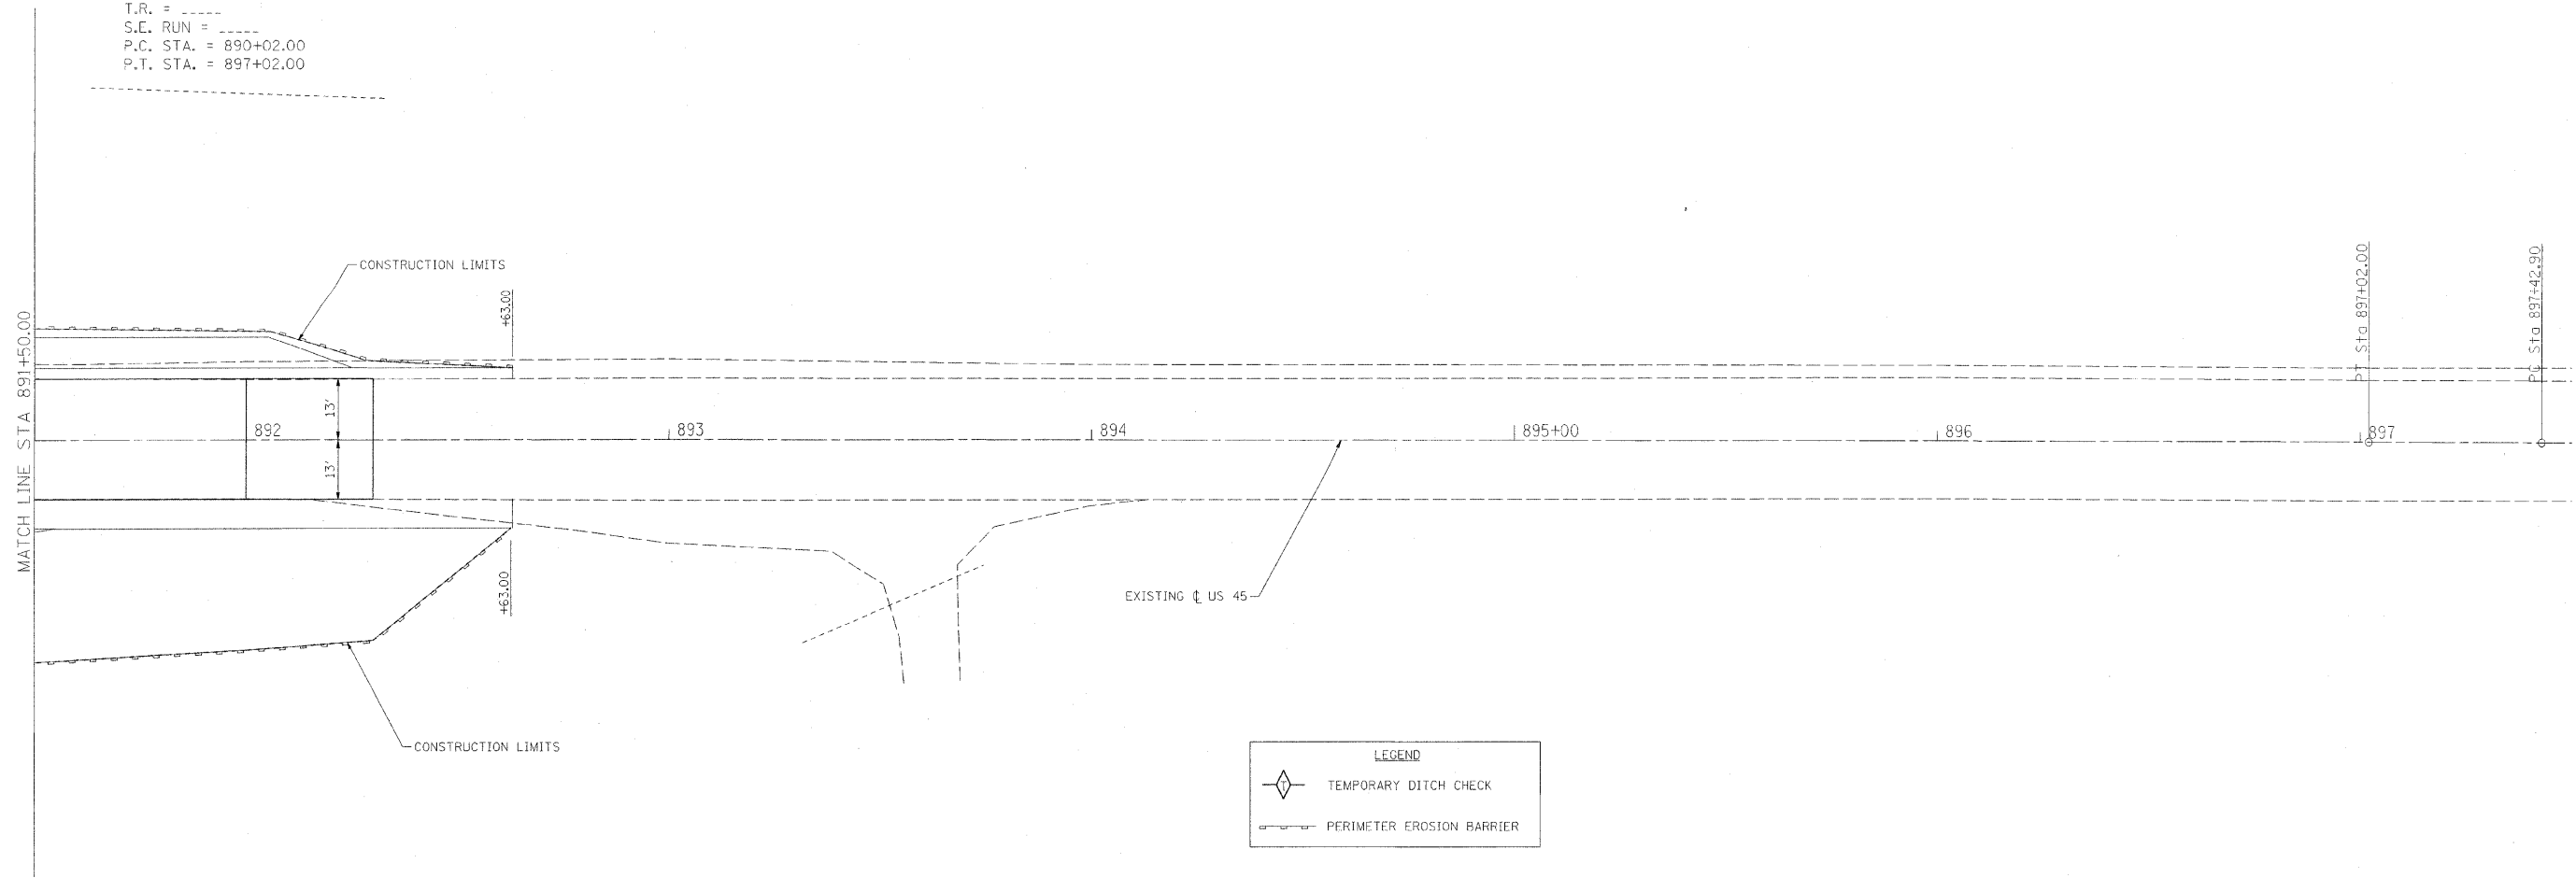 T.R. = _____
S.E. RUN = _____
P.C. STA. = 890+02.00
P.T. STA. = 897+02.00
CONSTRUCTION LIMITS
+63.00
PT Sta 897+02.00
PC Sta 897+42.90
MATCH LINE STA 891+50.00
13'
892
893
894
895+00
896
897
13'
+63.00
EXISTING ℄ US 45
CONSTRUCTION LIMITS
LEGEND
T TEMPORARY DITCH CHECK
PERIMETER EROSION BARRIER